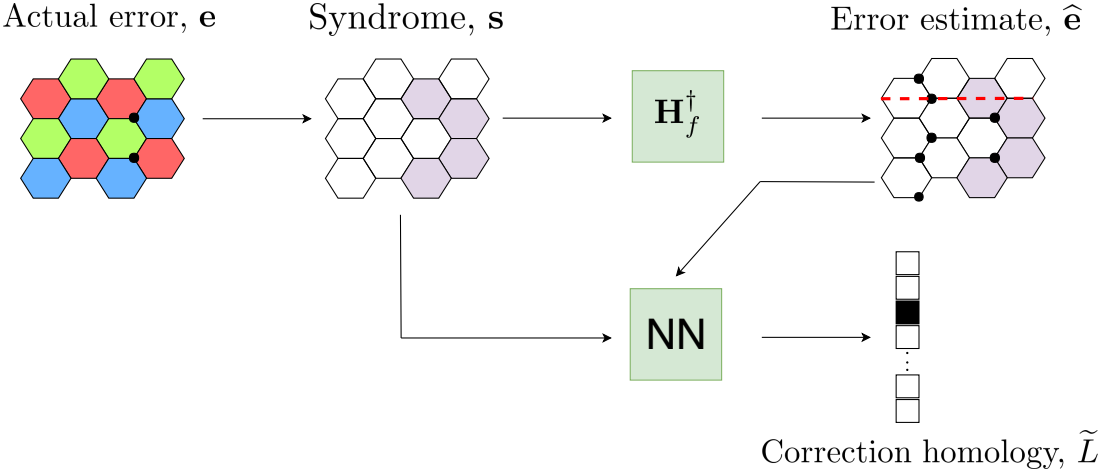 Actual error, e
Syndrome, s
Error estimate, ê
H_f^†
NN
Correction homology, L̃